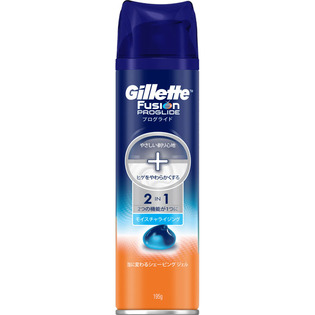 Gillette
Fusion
PROGLIDE
プログライド
やさしい剃り心地
+
ヒゲをやわらかくする
2 IN 1
2つの機能が1つに
モイスチャライジング
泡に変わるシェービング ジェル
195g